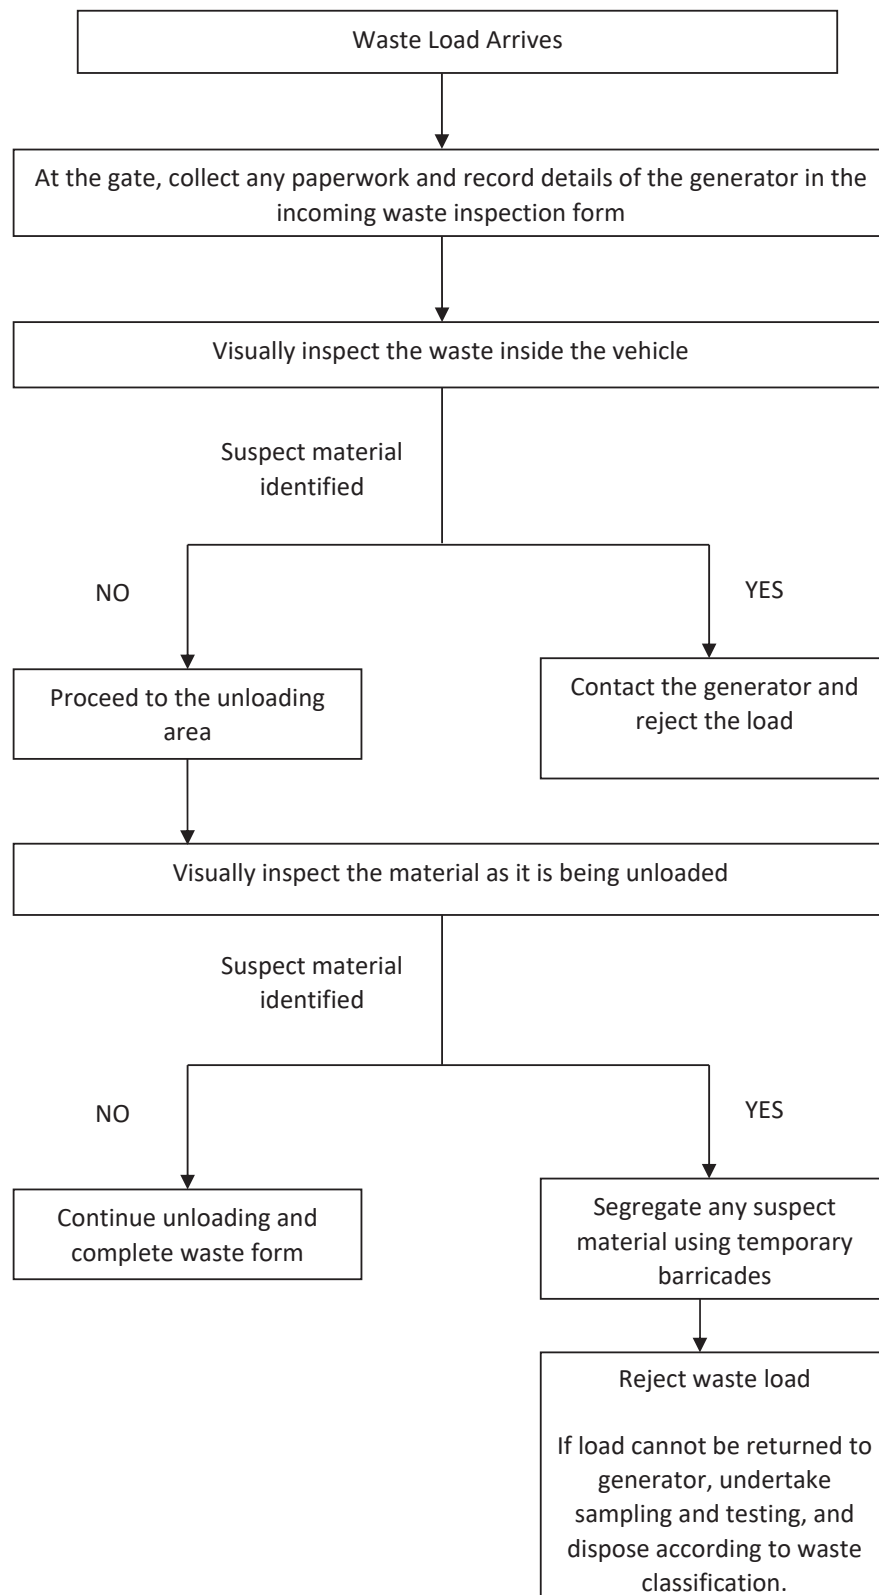 Waste Load Arrives
At the gate, collect any paperwork and record details of the generator in the
incoming waste inspection form
Visually inspect the waste inside the vehicle
Suspect material
identified
NO
YES
Proceed to the unloading
area
Contact the generator and
reject the load
Visually inspect the material as it is being unloaded
Suspect material
identified
NO
YES
Continue unloading and
complete waste form
Segregate any suspect
material using temporary
barricades
Reject waste load
If load cannot be returned to
generator, undertake
sampling and testing, and
dispose according to waste
classification.